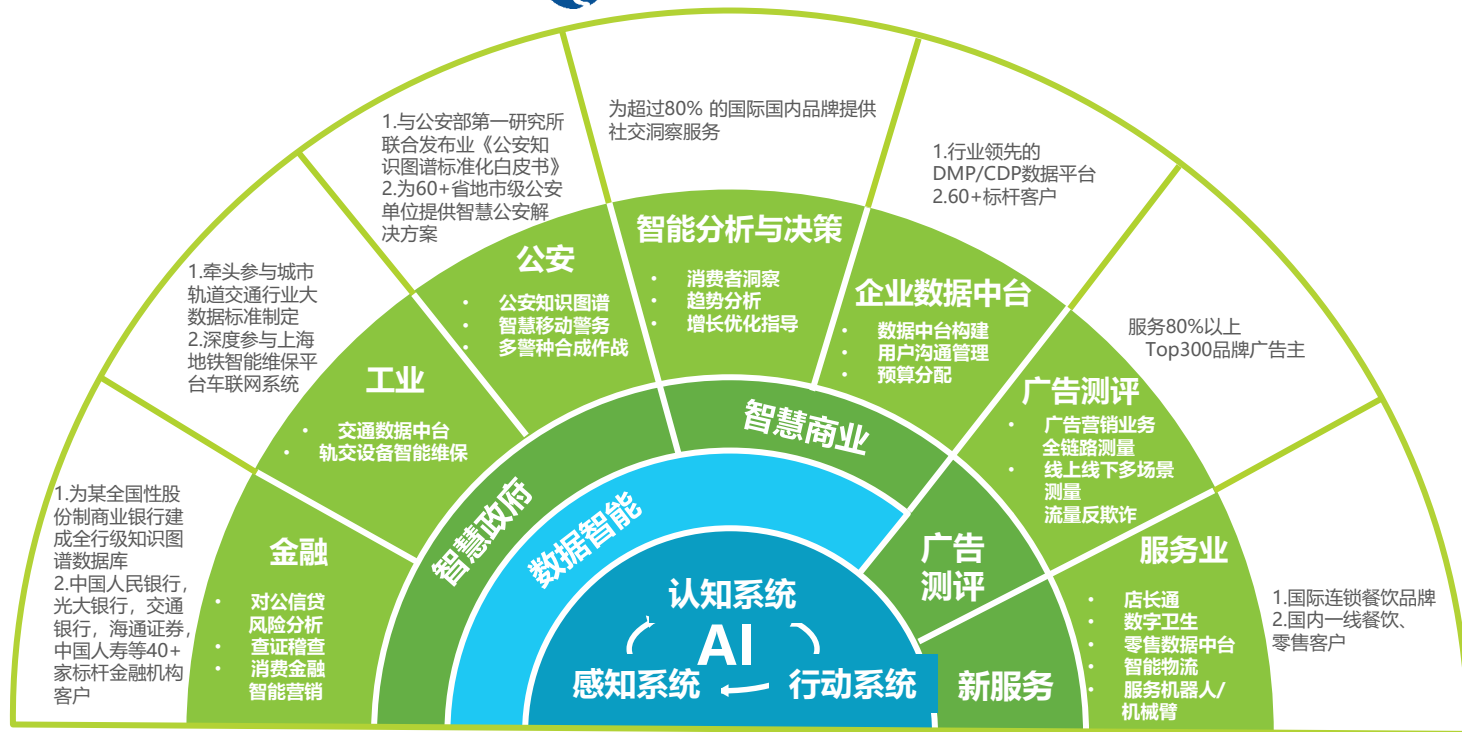 1.与公安部第一研究所
联合发布业《公安知
识图谱标准化白皮书》
2.为60+省地市级公安
单位提供智慧公安解
决方案
为超过80% 的国际国内品牌提供
社交洞察服务
1.行业领先的
DMP/CDP数据平台
2.60+标杆客户
1.牵头参与城市
轨道交通行业大
数据标准制定
2.深度参与上海
地铁智能维保平
台车联网系统
服务80%以上
Top300品牌广告主
1.为某全国性股
份制商业银行建
成全行级知识图
谱数据库
2.中国人民银行，
光大银行，交通
银行，海通证券，
中国人寿等40+
家标杆金融机构
客户
1.国际连锁餐饮品牌
2.国内一线餐饮、
零售客户
金融
• 对公信贷
风险分析
• 查证稽查
• 消费金融
智能营销
工业
• 交通数据中台
• 轨交设备智能维保
公安
• 公安知识图谱
• 智慧移动警务
• 多警种合成作战
智能分析与决策
• 消费者洞察
• 趋势分析
• 增长优化指导
企业数据中台
• 数据中台构建
• 用户沟通管理
• 预算分配
广告测评
• 广告营销业务
全链路测量
• 线上线下多场景
测量
流量反欺诈
服务业
• 店长通
• 数字卫生
• 零售数据中台
• 智能物流
• 服务机器人/
机械臂
智慧政府
智慧商业
广告
测评
新服务
数据智能
认知系统
AI
感知系统
行动系统